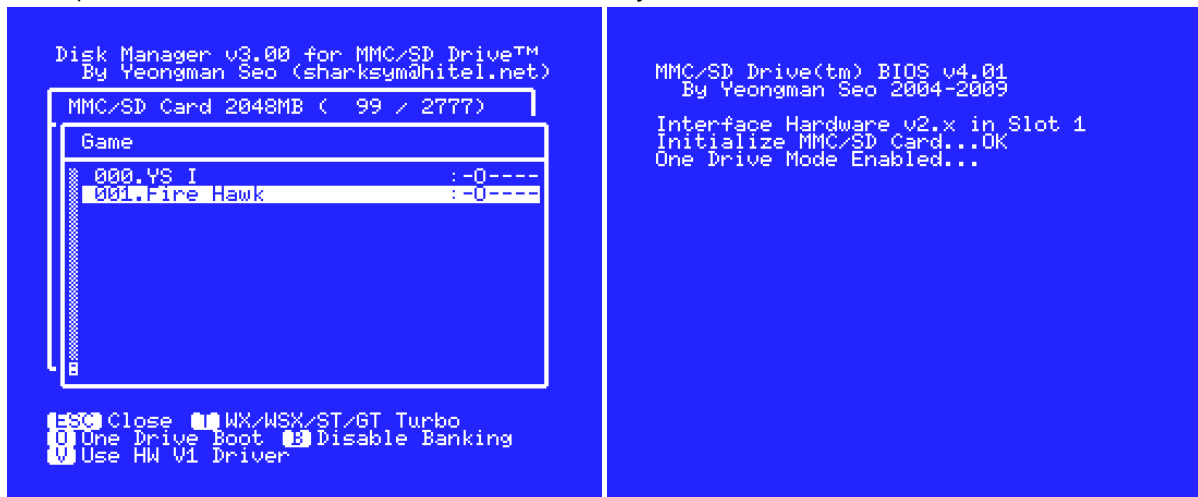 Disk Manager v3.00 for MMC/SD Drive™
By Yeongman Seo (sharksym@hitel.net)
MMC/SD Card 2048MB (  99 / 2777)
Game
000.YS I :-O----
001.Fire Hawk :-O----
ESC Close T WX/WSX/ST/GT Turbo
O One Drive Boot B Disable Banking
V Use HW V1 Driver
MMC/SD Drive(tm) BIOS v4.01
By Yeongman Seo 2004-2009
Interface Hardware v2.x in Slot 1
Initialize MMC/SD Card...OK
One Drive Mode Enabled...